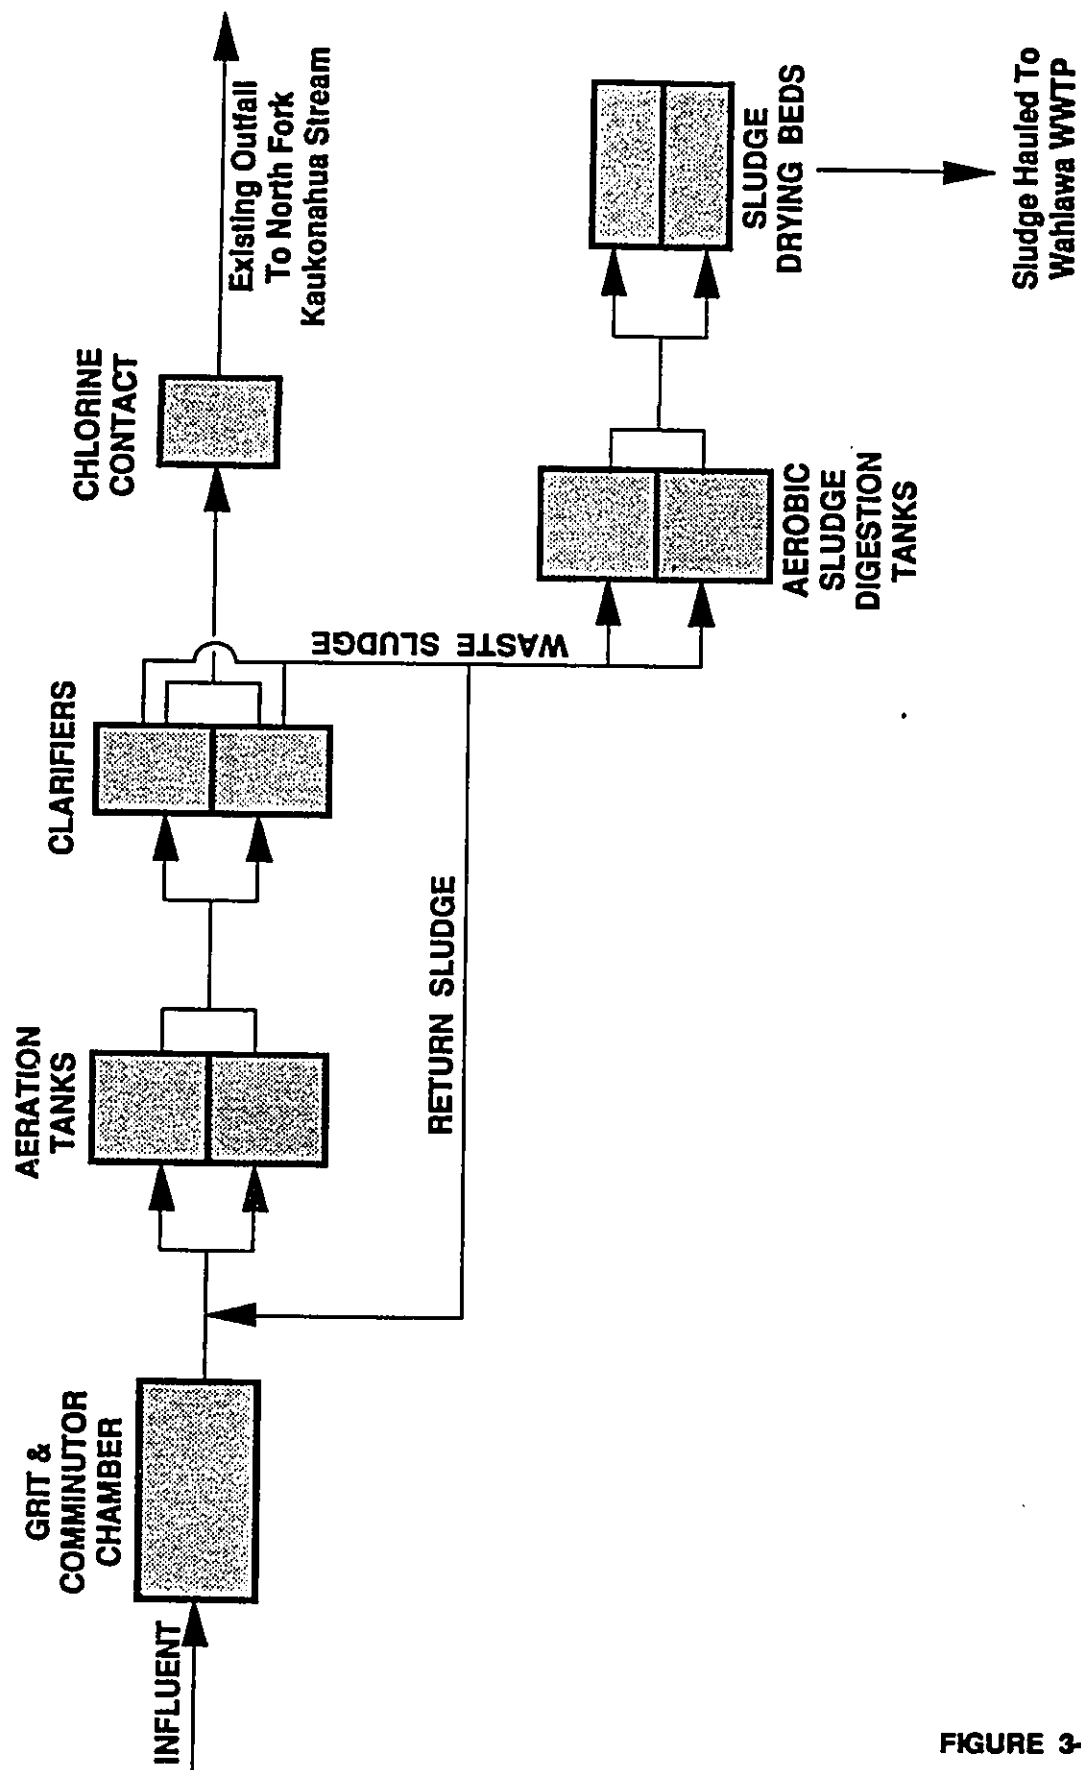 INFLUENT
GRIT &
COMMINUTOR
CHAMBER
AERATION
TANKS
CLARIFIERS
CHLORINE
CONTACT
Existing Outfall
To North Fork
Kaukonahua Stream
RETURN SLUDGE
WASTE SLUDGE
AEROBIC
SLUDGE
DIGESTION
TANKS
SLUDGE
DRYING BEDS
Sludge Hauled To
Wahlawa WWTP
FIGURE 3-